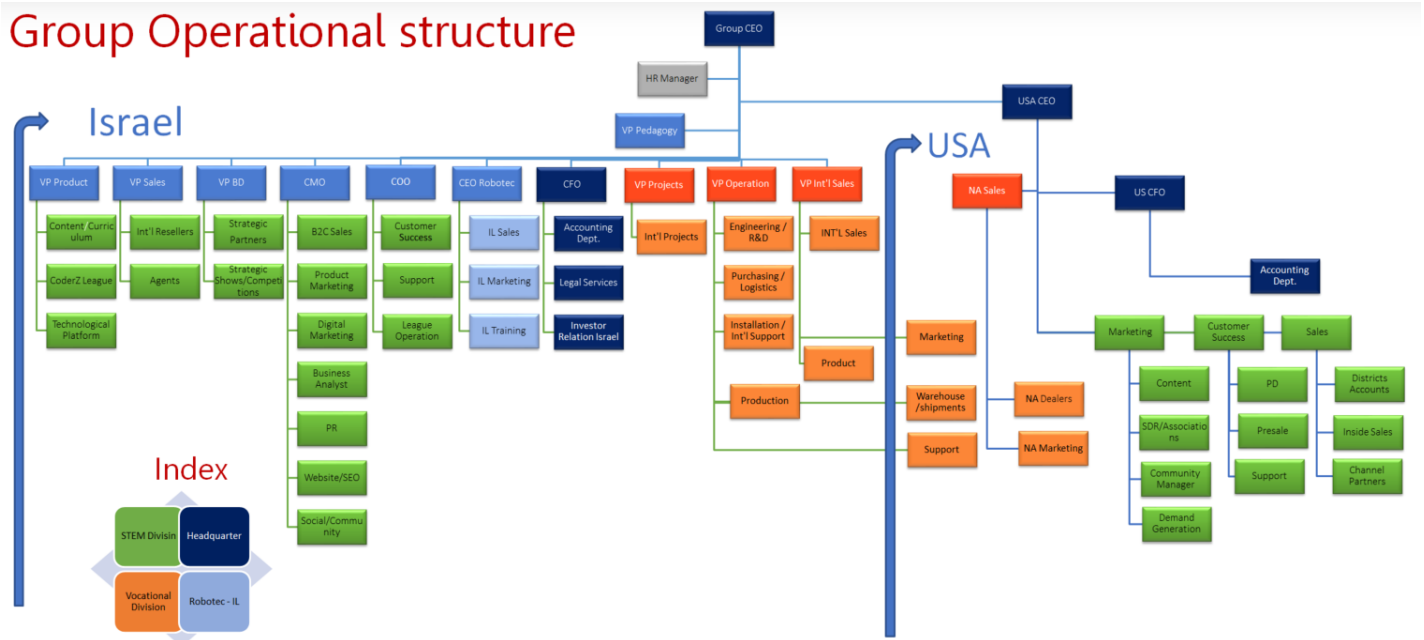 Group Operational structure
Group CEO
HR Manager
USA CEO
Israel
VP Pedagogy
USA
VP Product
VP Sales
VP BD
CMO
COO
CEO Robotec
CFO
VP Projects
VP Operation
VP Int'l Sales
NA Sales
US CFO
Content/Curric
ulum
CoderZ League
Technological
Platform
Int'l Resellers
Agents
Strategic
Partners
Strategic
Shows/Competi
tions
B2C Sales
Product
Marketing
Digital
Marketing
Business
Analyst
PR
Website/SEO
Social/Commu
nity
Customer
Success
Support
League
Operation
IL Sales
IL Marketing
IL Training
Accounting
Dept.
Legal Services
Investor
Relation Israel
Int'l Projects
Engineering /
R&D
Purchasing /
Logistics
Installation /
Int'l Support
Production
INT'L Sales
Product
Marketing
Warehouse
/shipments
Support
NA Dealers
NA Marketing
Accounting
Dept.
Marketing
Customer
Success
Sales
Content
SDR/Associatio
ns
Community
Manager
Demand
Generation
PD
Presale
Support
Districts
Accounts
Inside Sales
Channel
Partners
Index
STEM Divisin
Headquarter
Vocational
Division
Robotec - IL